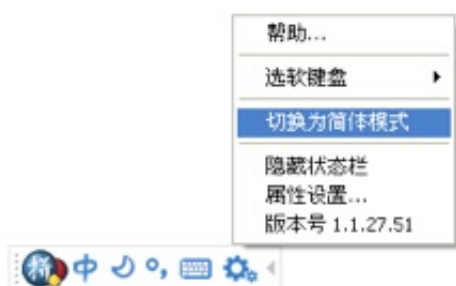 帮助...
选软键盘
切换为简体模式
隐藏状态栏
属性设置...
版本号 1.1.27.51
拼 中